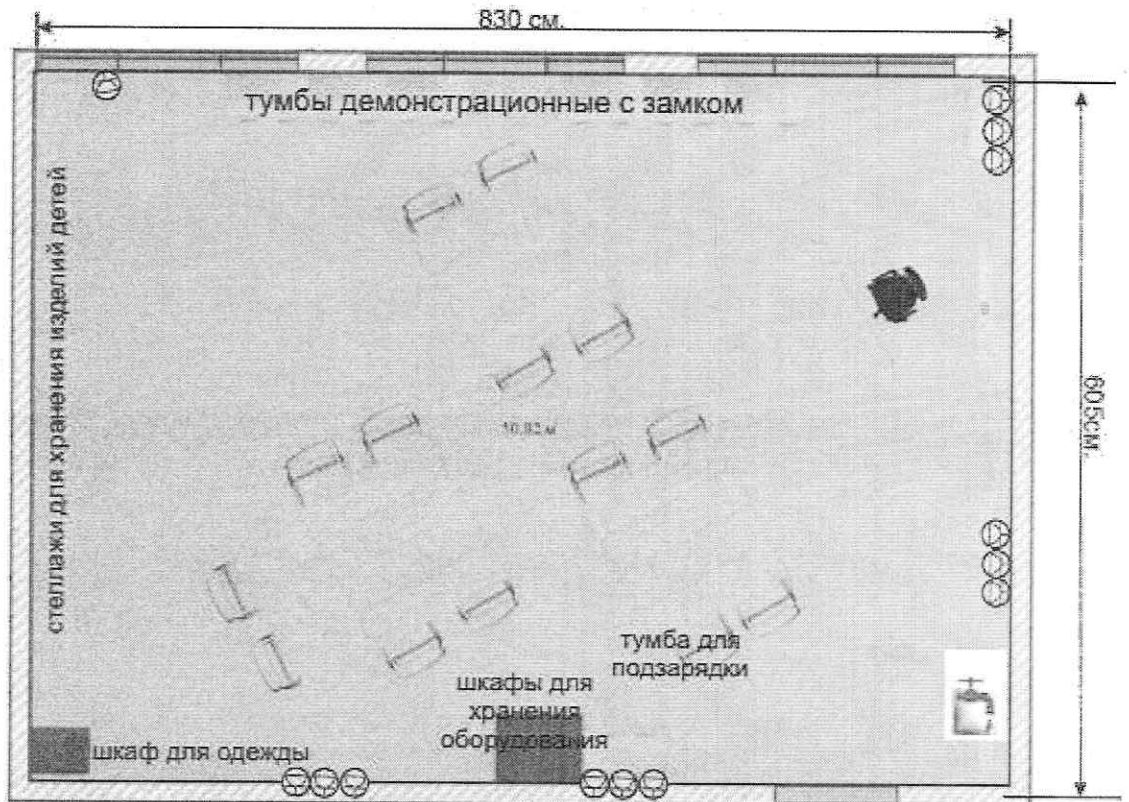 830 см.
тумбы демонстрационные с замком
стеллажи для хранения изделий детей
605см.
тумба для
подзарядки
шкафы для
хранения
оборудования
шкаф для одежды